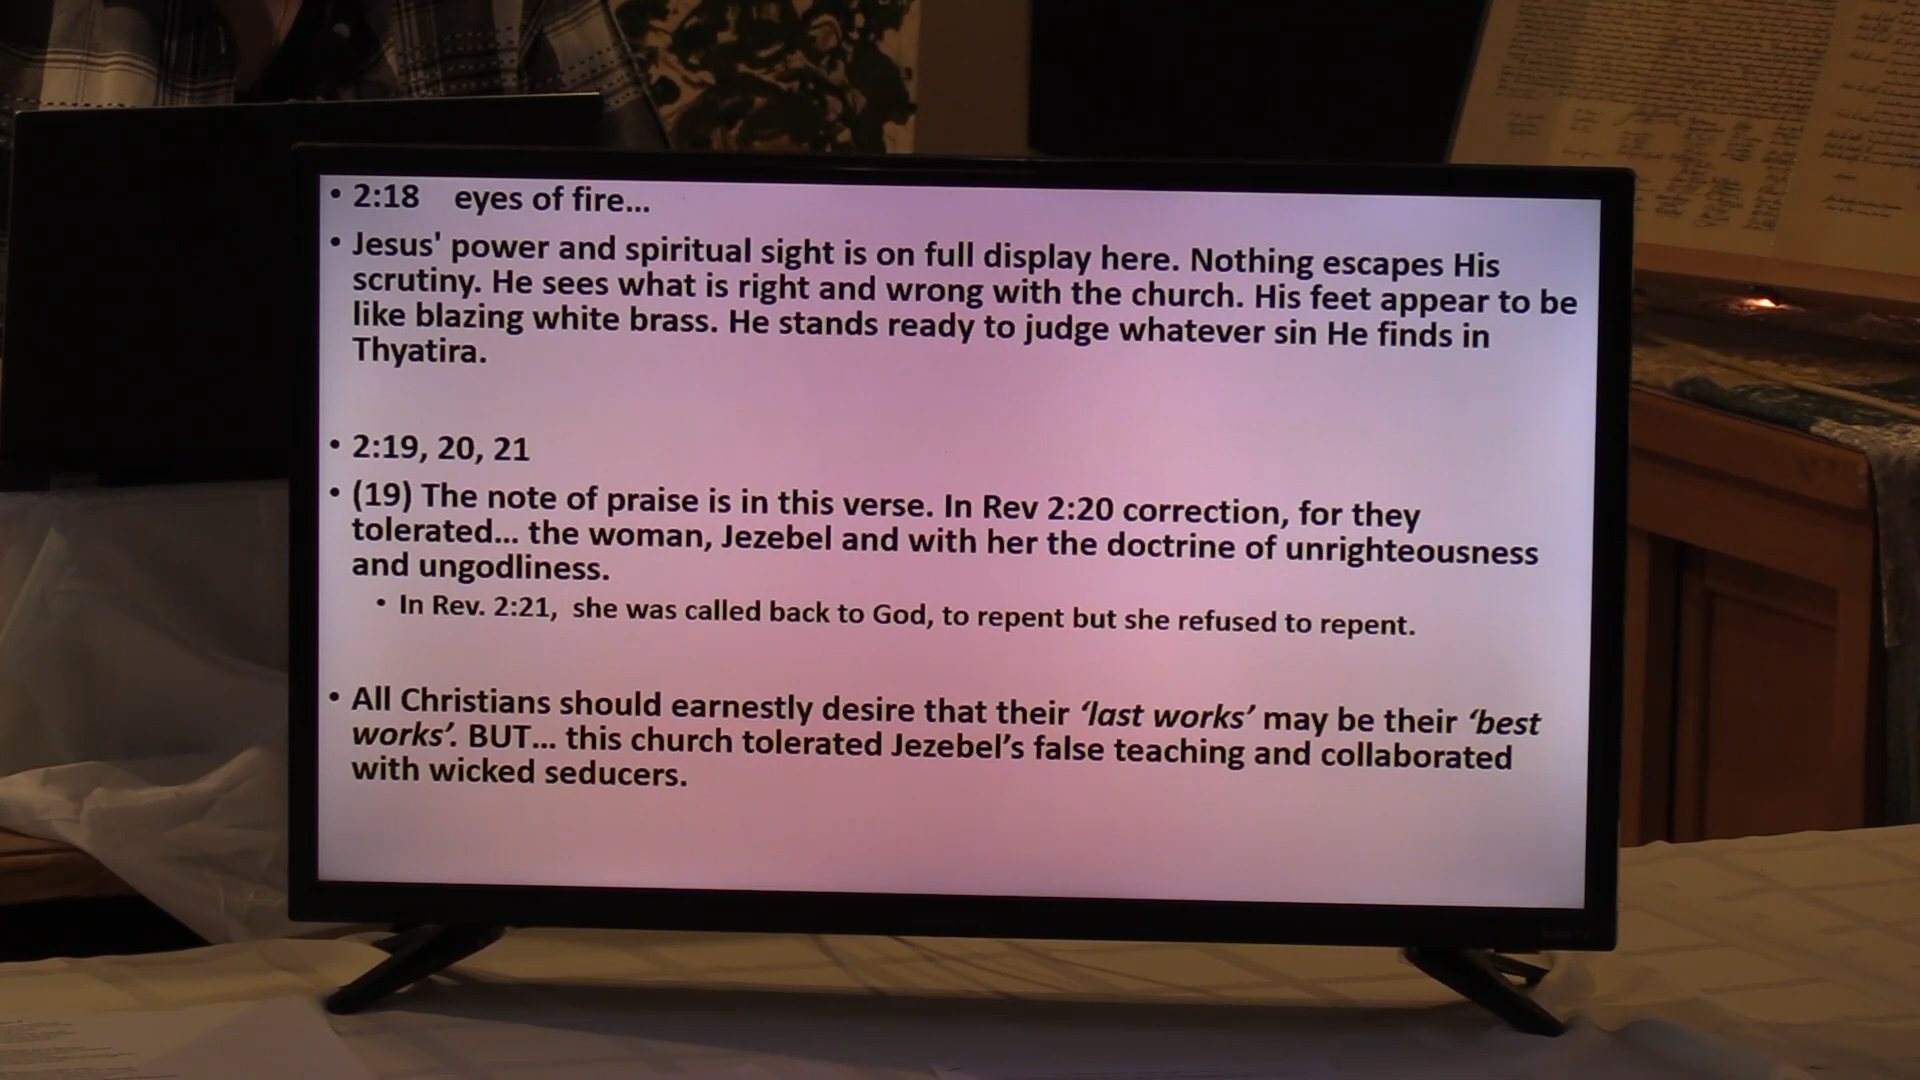 • 2:18 eyes of fire...
• Jesus' power and spiritual sight is on full display here. Nothing escapes His
scrutiny. He sees what is right and wrong with the church. His feet appear to be
like blazing white brass. He stands ready to judge whatever sin He finds in
Thyatira.
• 2:19, 20, 21
• (19) The note of praise is in this verse. In Rev 2:20 correction, for they
tolerated... the woman, Jezebel and with her the doctrine of unrighteousness
and ungodliness.
• In Rev. 2:21, she was called back to God, to repent but she refused to repent.
• All Christians should earnestly desire that their ‘last works’ may be their ‘best
works’. BUT... this church tolerated Jezebel’s false teaching and collaborated
with wicked seducers.